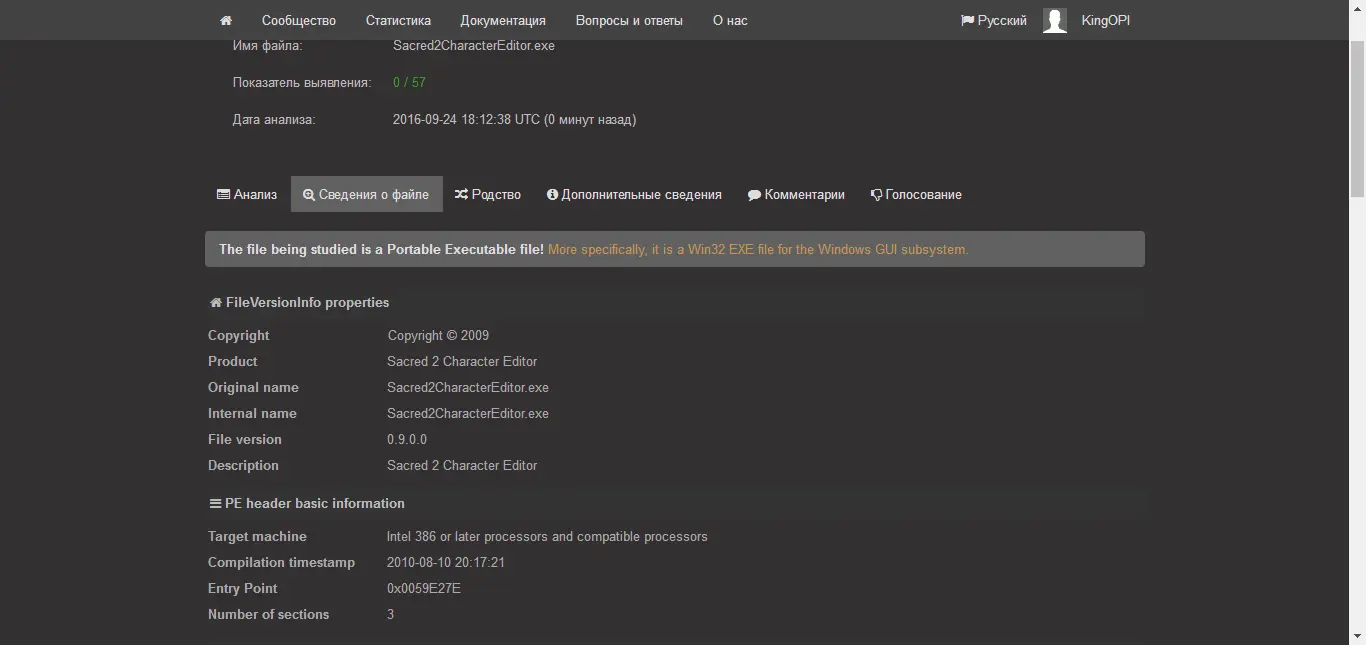 Сообщество Статистика Документация Вопросы и ответы О нас Русский KingOPI
Имя файла: Sacred2CharacterEditor.exe
Показатель выявления: 0 / 57
Дата анализа: 2016-09-24 18:12:38 UTC (0 минут назад)
Анализ Сведения о файле Родство Дополнительные сведения Комментарии Голосование
The file being studied is a Portable Executable file! More specifically, it is a Win32 EXE file for the Windows GUI subsystem.
FileVersionInfo properties
Copyright Copyright © 2009
Product Sacred 2 Character Editor
Original name Sacred2CharacterEditor.exe
Internal name Sacred2CharacterEditor.exe
File version 0.9.0.0
Description Sacred 2 Character Editor
PE header basic information
Target machine Intel 386 or later processors and compatible processors
Compilation timestamp 2010-08-10 20:17:21
Entry Point 0x0059E27E
Number of sections 3